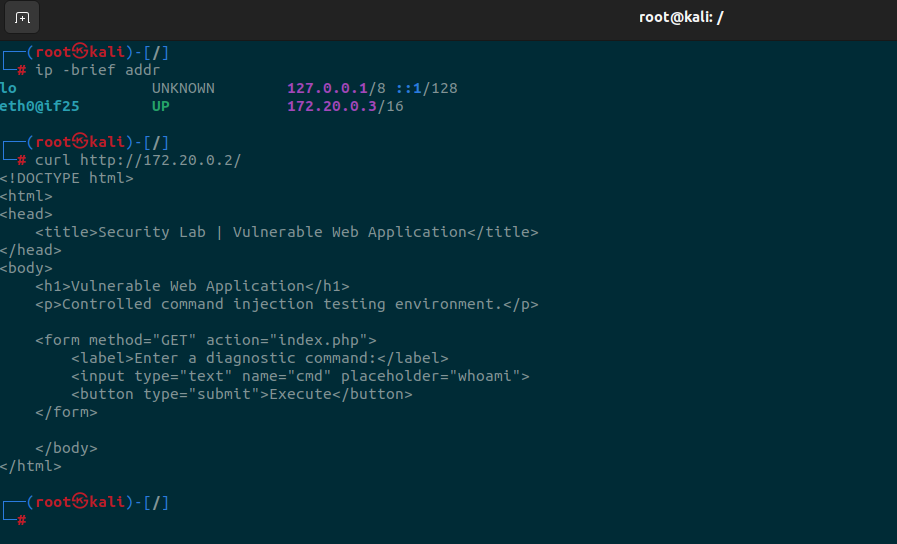 root@kali: /
┌──(root㉿kali)-[/]
└─# ip -brief addr
lo               UNKNOWN        127.0.0.1/8 ::1/128
eth0@if25        UP             172.20.0.3/16
┌──(root㉿kali)-[/]
└─# curl http://172.20.0.2/
<!DOCTYPE html>
<html>
<head>
    <title>Security Lab | Vulnerable Web Application</title>
</head>
<body>
    <h1>Vulnerable Web Application</h1>
    <p>Controlled command injection testing environment.</p>
    <form method="GET" action="index.php">
        <label>Enter a diagnostic command:</label>
        <input type="text" name="cmd" placeholder="whoami">
        <button type="submit">Execute</button>
    </form>
    </body>
</html>
┌──(root㉿kali)-[/]
└─#